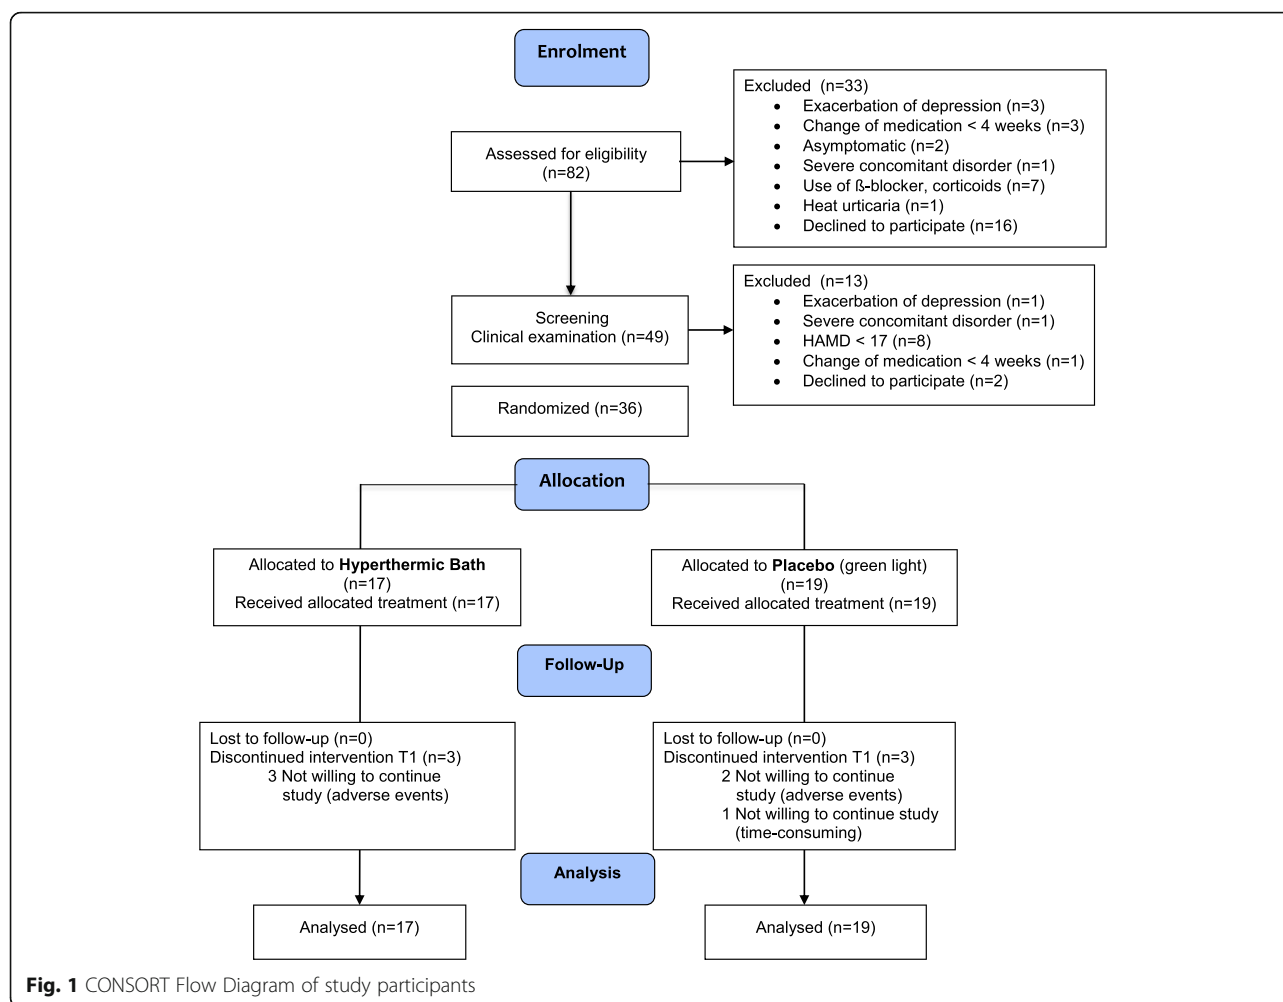 Enrolment
Excluded (n=33)
• Exacerbation of depression (n=3)
• Change of medication < 4 weeks (n=3)
• Asymptomatic (n=2)
• Severe concomitant disorder (n=1)
• Use of ß-blocker, corticoids (n=7)
• Heat urticaria (n=1)
• Declined to participate (n=16)
Assessed for eligibility
(n=82)
Excluded (n=13)
• Exacerbation of depression (n=1)
• Severe concomitant disorder (n=1)
• HAMD < 17 (n=8)
• Change of medication < 4 weeks (n=1)
• Declined to participate (n=2)
Screening
Clinical examination (n=49)
Randomized (n=36)
Allocation
Allocated to Hyperthermic Bath
(n=17)
Received allocated treatment (n=17)
Allocated to Placebo (green light)
(n=19)
Received allocated treatment (n=19)
Follow-Up
Lost to follow-up (n=0)
Discontinued intervention T1 (n=3)
3 Not willing to continue
study (adverse events)
Lost to follow-up (n=0)
Discontinued intervention T1 (n=3)
2 Not willing to continue
study (adverse events)
1 Not willing to continue study
(time-consuming)
Analysis
Analysed (n=17)
Analysed (n=19)
Fig. 1 CONSORT Flow Diagram of study participants